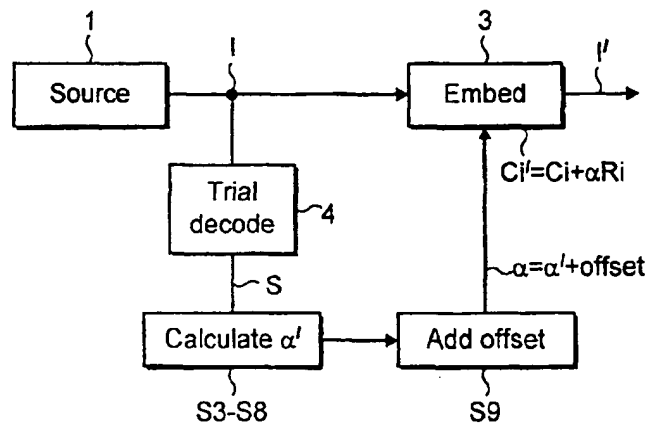 1
I
3
I'
Source
Embed
Trial
decode
4
Ci'=Ci+αRi
S
α=α'+offset
Calculate α'
Add offset
S3-S8
S9